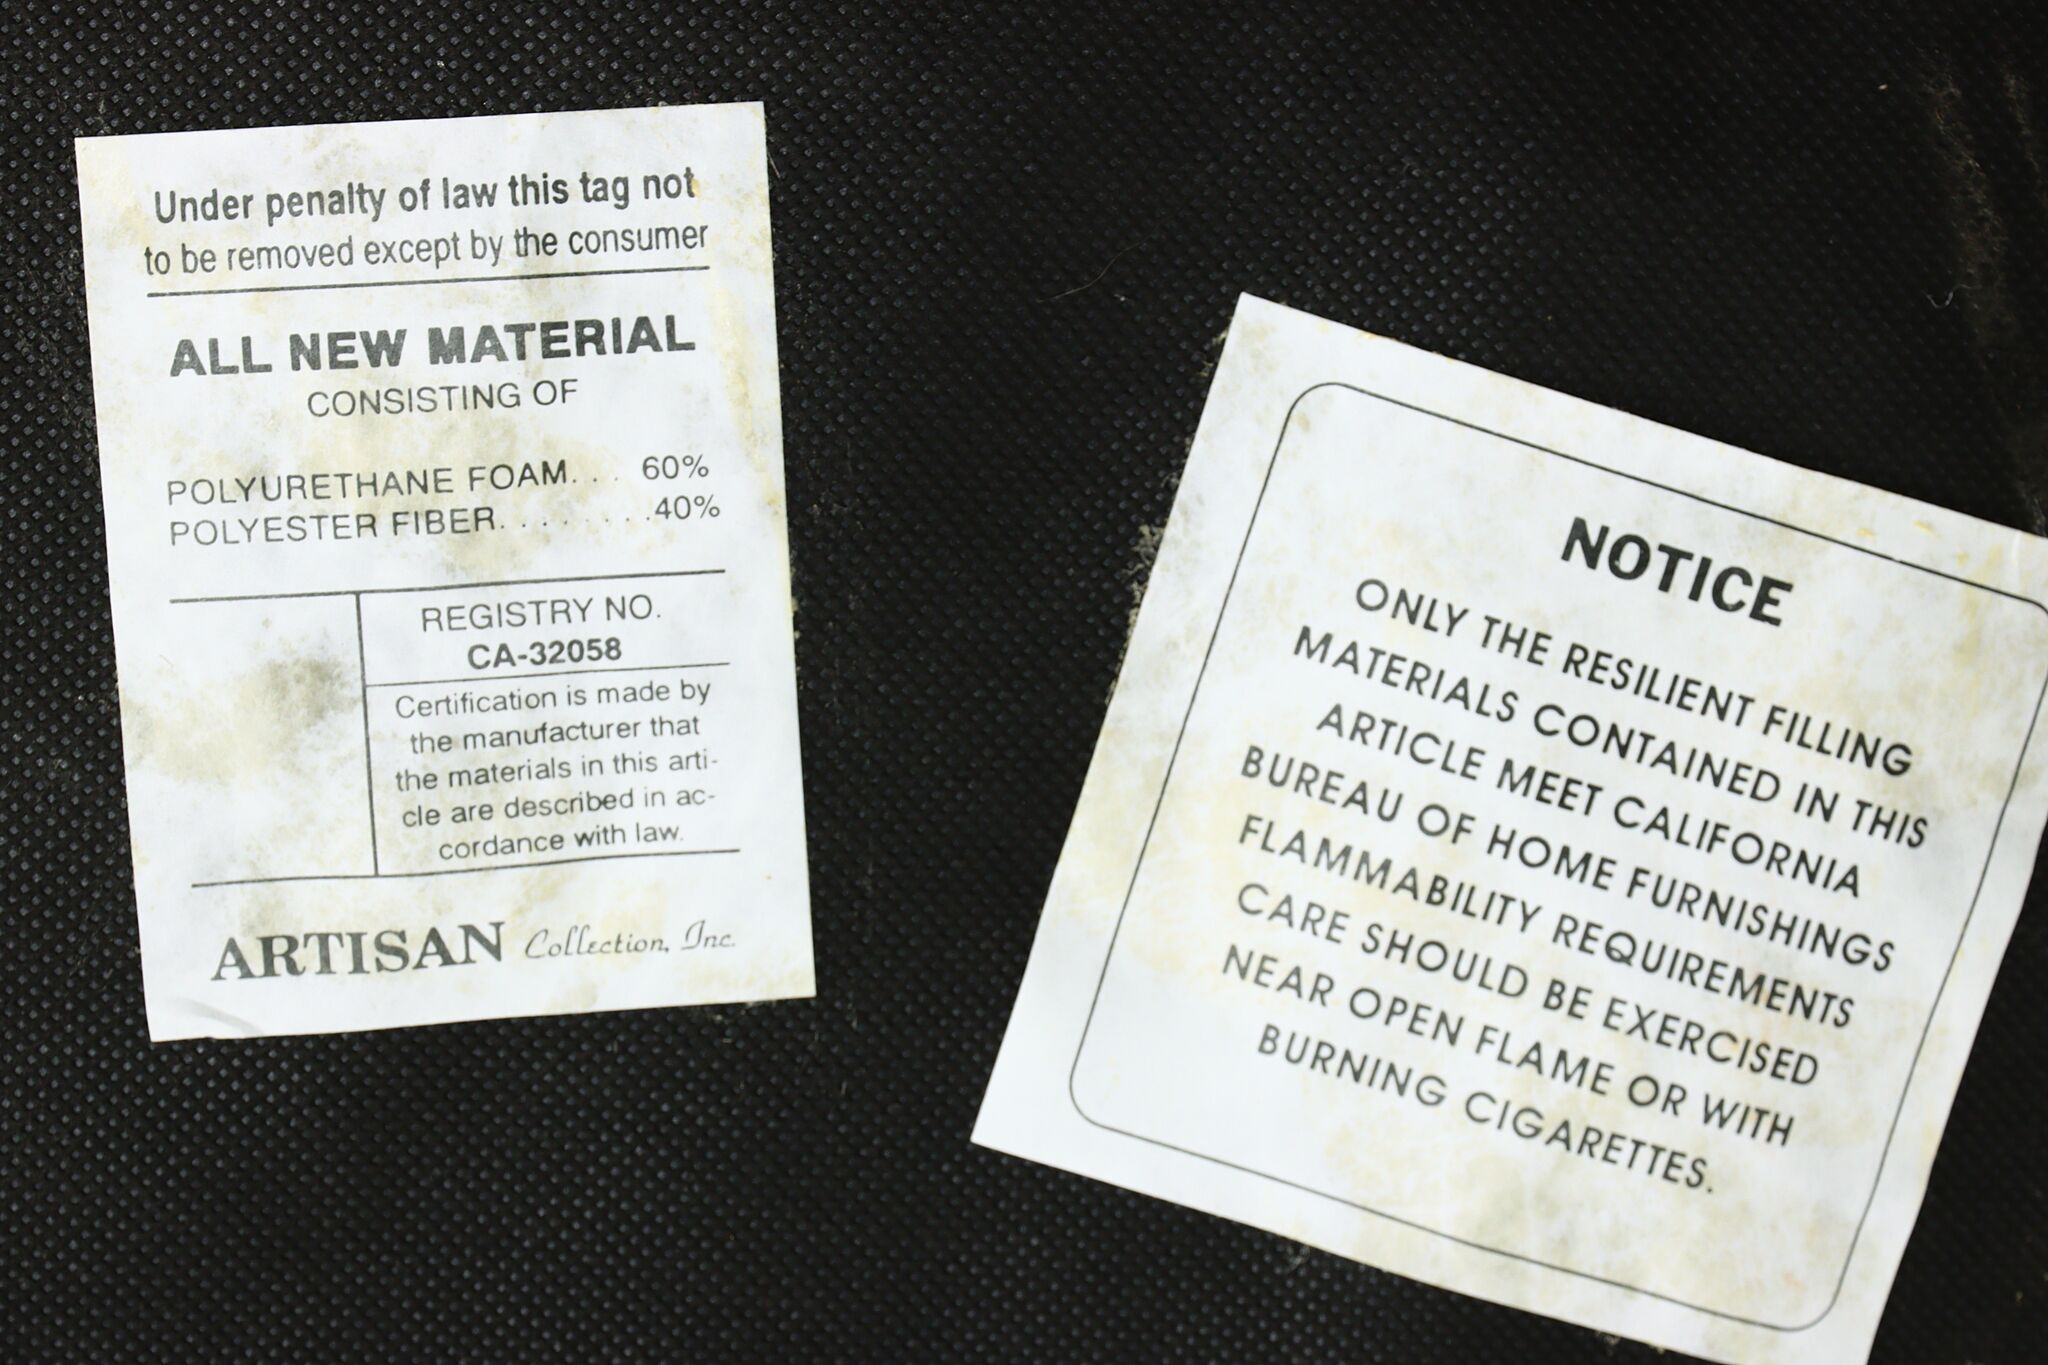 Under penalty of law this tag not
to be removed except by the consumer
ALL NEW MATERIAL
CONSISTING OF
POLYURETHANE FOAM. . . 60%
POLYESTER FIBER. . . . . . . .40%
REGISTRY NO.
CA-32058
Certification is made by
the manufacturer that
the materials in this arti-
cle are described in ac-
cordance with law.
ARTISAN Collection, Inc.
NOTICE
ONLY THE RESILIENT FILLING
MATERIALS CONTAINED IN THIS
ARTICLE MEET CALIFORNIA
BUREAU OF HOME FURNISHINGS
FLAMMABILITY REQUIREMENTS
CARE SHOULD BE EXERCISED
NEAR OPEN FLAME OR WITH
BURNING CIGARETTES.